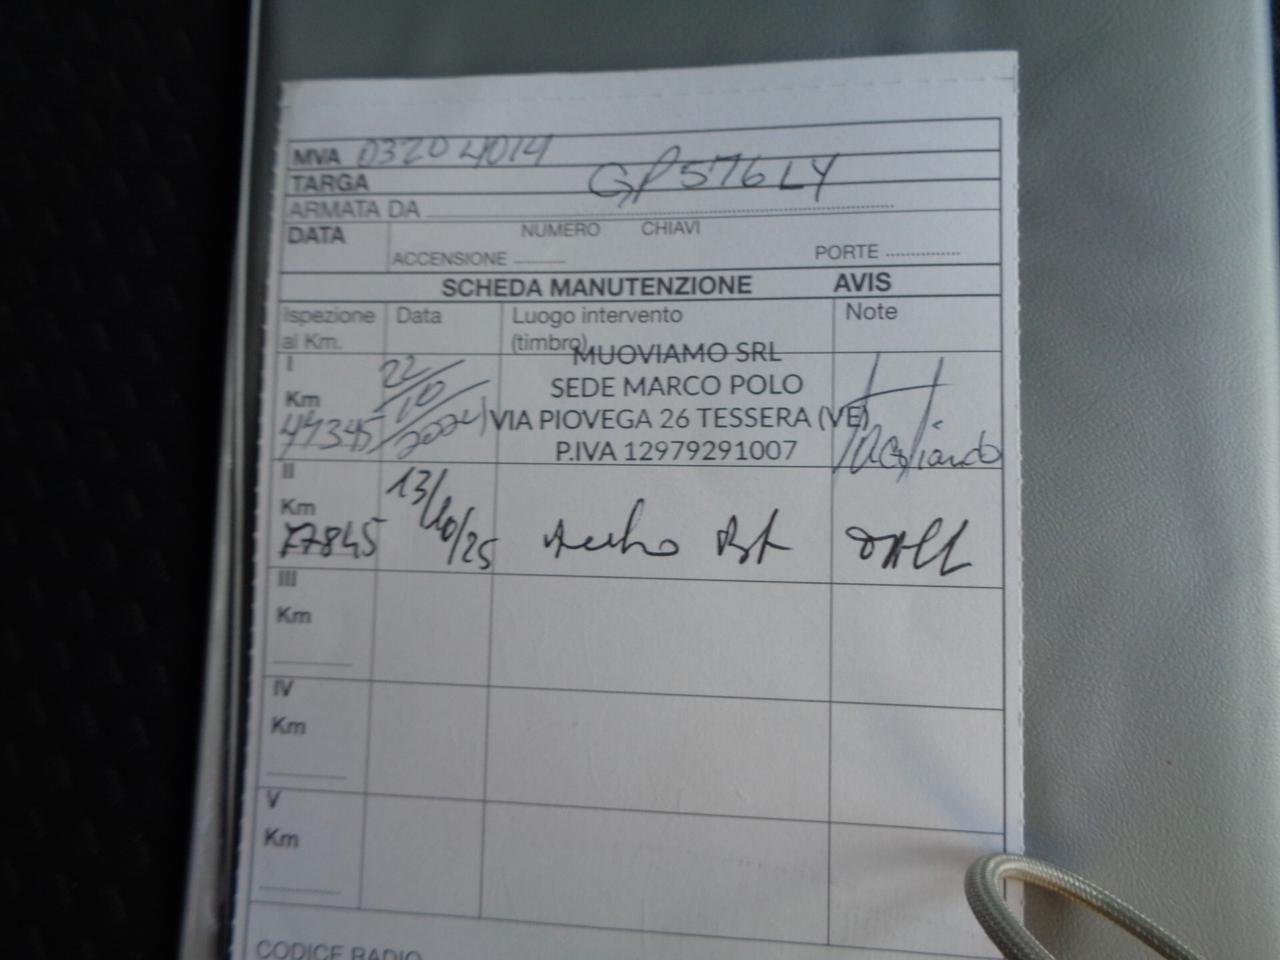 MVA 03204014
TARGA GP576LY
ARMATA DA
DATA NUMERO CHIAVI
ACCENSIONE PORTE
SCHEDA MANUTENZIONE AVIS
Ispezione al Km. Data Luogo intervento (timbro) Note
I
Km 44345 22/10/2024 MUOVIAMO SRL
SEDE MARCO POLO
VIA PIOVEGA 26 TESSERA (VE)
P.IVA 12979291007
Tagliando
II
Km 77845 13/10/25
III
Km
IV
Km
V
Km
CODICE RADIO